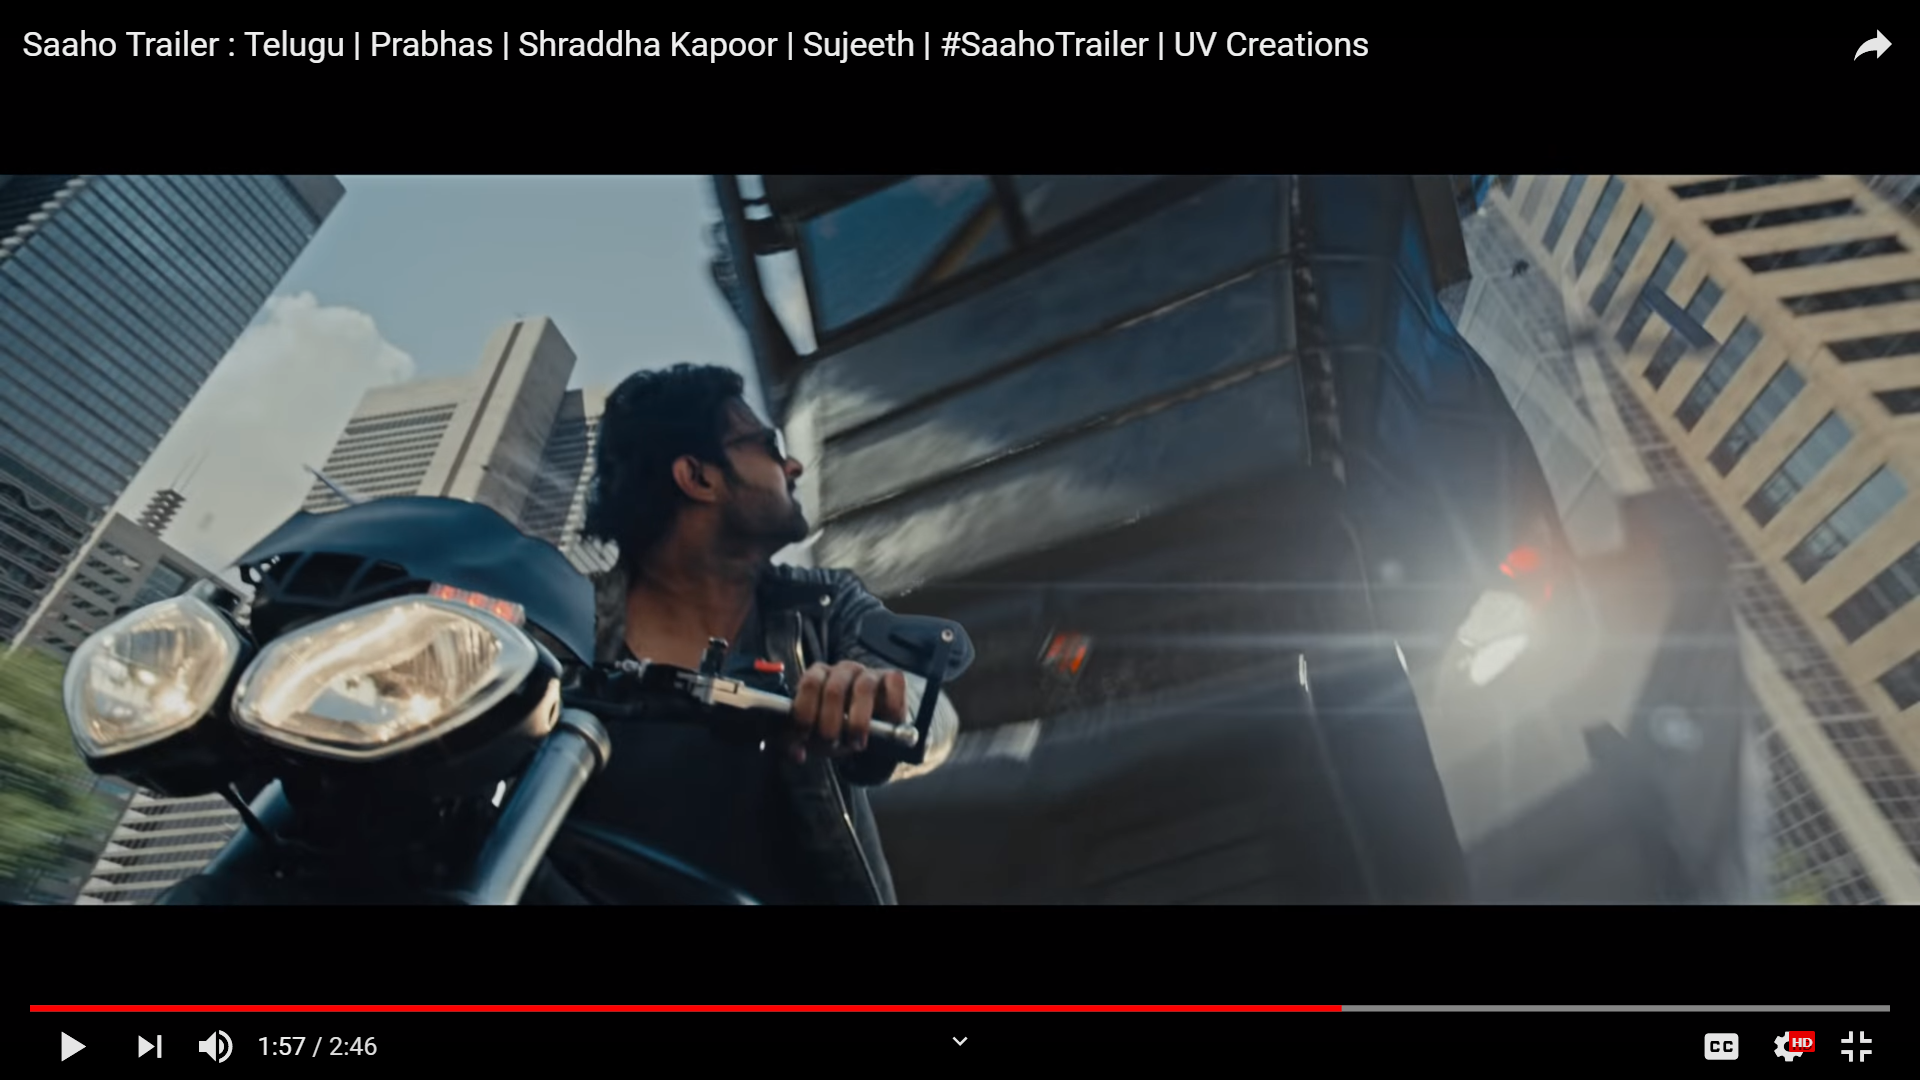 Saaho Trailer : Telugu | Prabhas | Shraddha Kapoor | Sujeeth | #SaahoTrailer | UV Creations
1:57 / 2:46
CC
HD